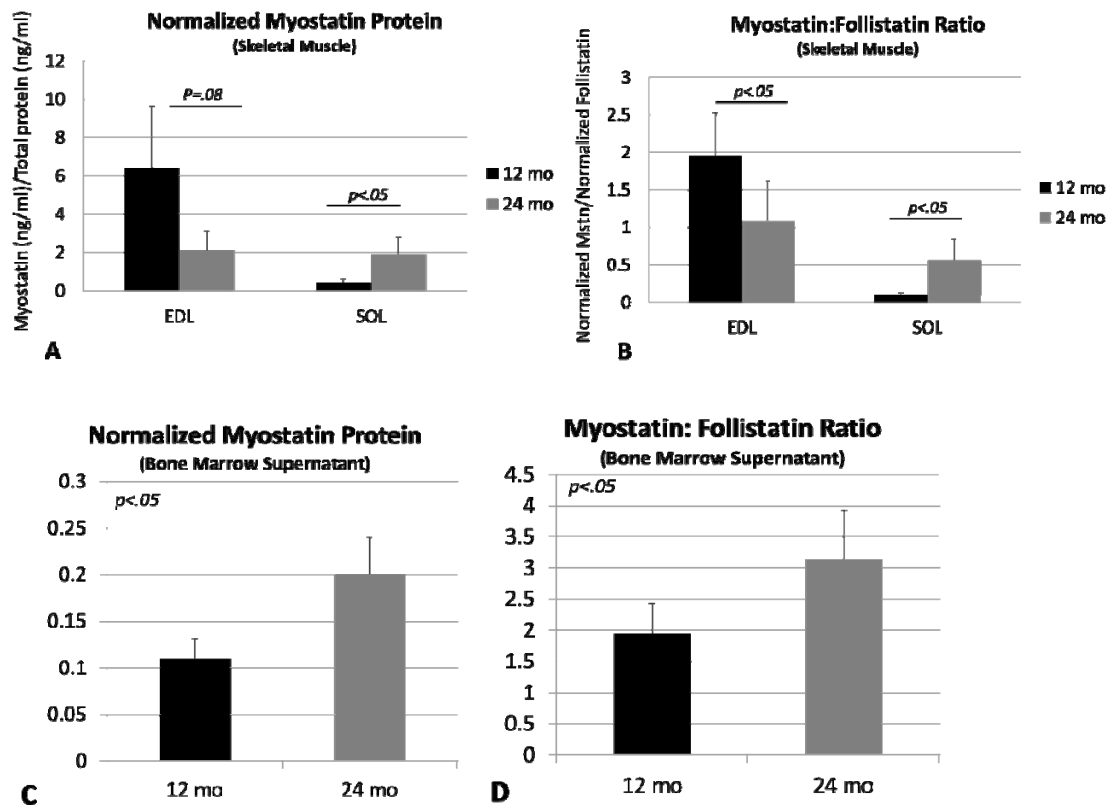 Normalized Myostatin Protein
(Skeletal Muscle)
Myostatin (ng/ml)/Total protein (ng/ml)
12
10
8
6
4
2
0
P=.08
p<.05
EDL
SOL
12 mo
24 mo
A
Myostatin:Follistatin Ratio
(Skeletal Muscle)
Normalized Mstn/Normalized Follistatin
3
2.5
2
1.5
1
0.5
0
p<.05
p<.05
EDL
SOL
12 mo
24 mo
B
Normalized Myostatin Protein
(Bone Marrow Supernatant)
0.3
0.25
0.2
0.15
0.1
0.05
0
p<.05
12 mo
24 mo
C
Myostatin: Follistatin Ratio
(Bone Marrow Supernatant)
4.5
4
3.5
3
2.5
2
1.5
1
0.5
0
p<.05
12 mo
24 mo
D